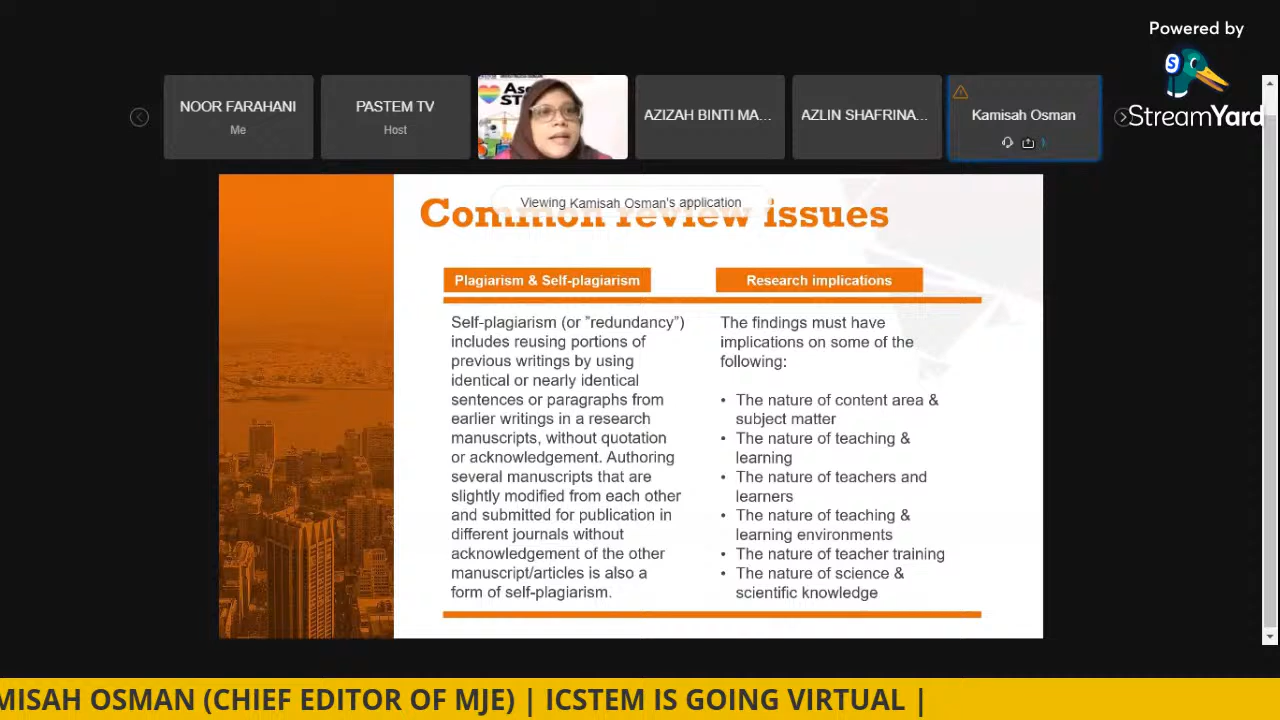 Powered by
StreamYard
NOOR FARAHANI
Me
PASTEM TV
Host
AZIZAH BINTI MA...
AZLIN SHAFRINA...
Kamisah Osman
Viewing Kamisah Osman's application
Common review issues
Plagiarism & Self-plagiarism
Self-plagiarism (or "redundancy")
includes reusing portions of
previous writings by using
identical or nearly identical
sentences or paragraphs from
earlier writings in a research
manuscripts, without quotation
or acknowledgement. Authoring
several manuscripts that are
slightly modified from each other
and submitted for publication in
different journals without
acknowledgement of the other
manuscript/articles is also a
form of self-plagiarism.
Research implications
The findings must have
implications on some of the
following:
• The nature of content area &
subject matter
• The nature of teaching &
learning
• The nature of teachers and
learners
• The nature of teaching &
learning environments
• The nature of teacher training
• The nature of science &
scientific knowledge
MISAH OSMAN (CHIEF EDITOR OF MJE) | ICSTEM IS GOING VIRTUAL |